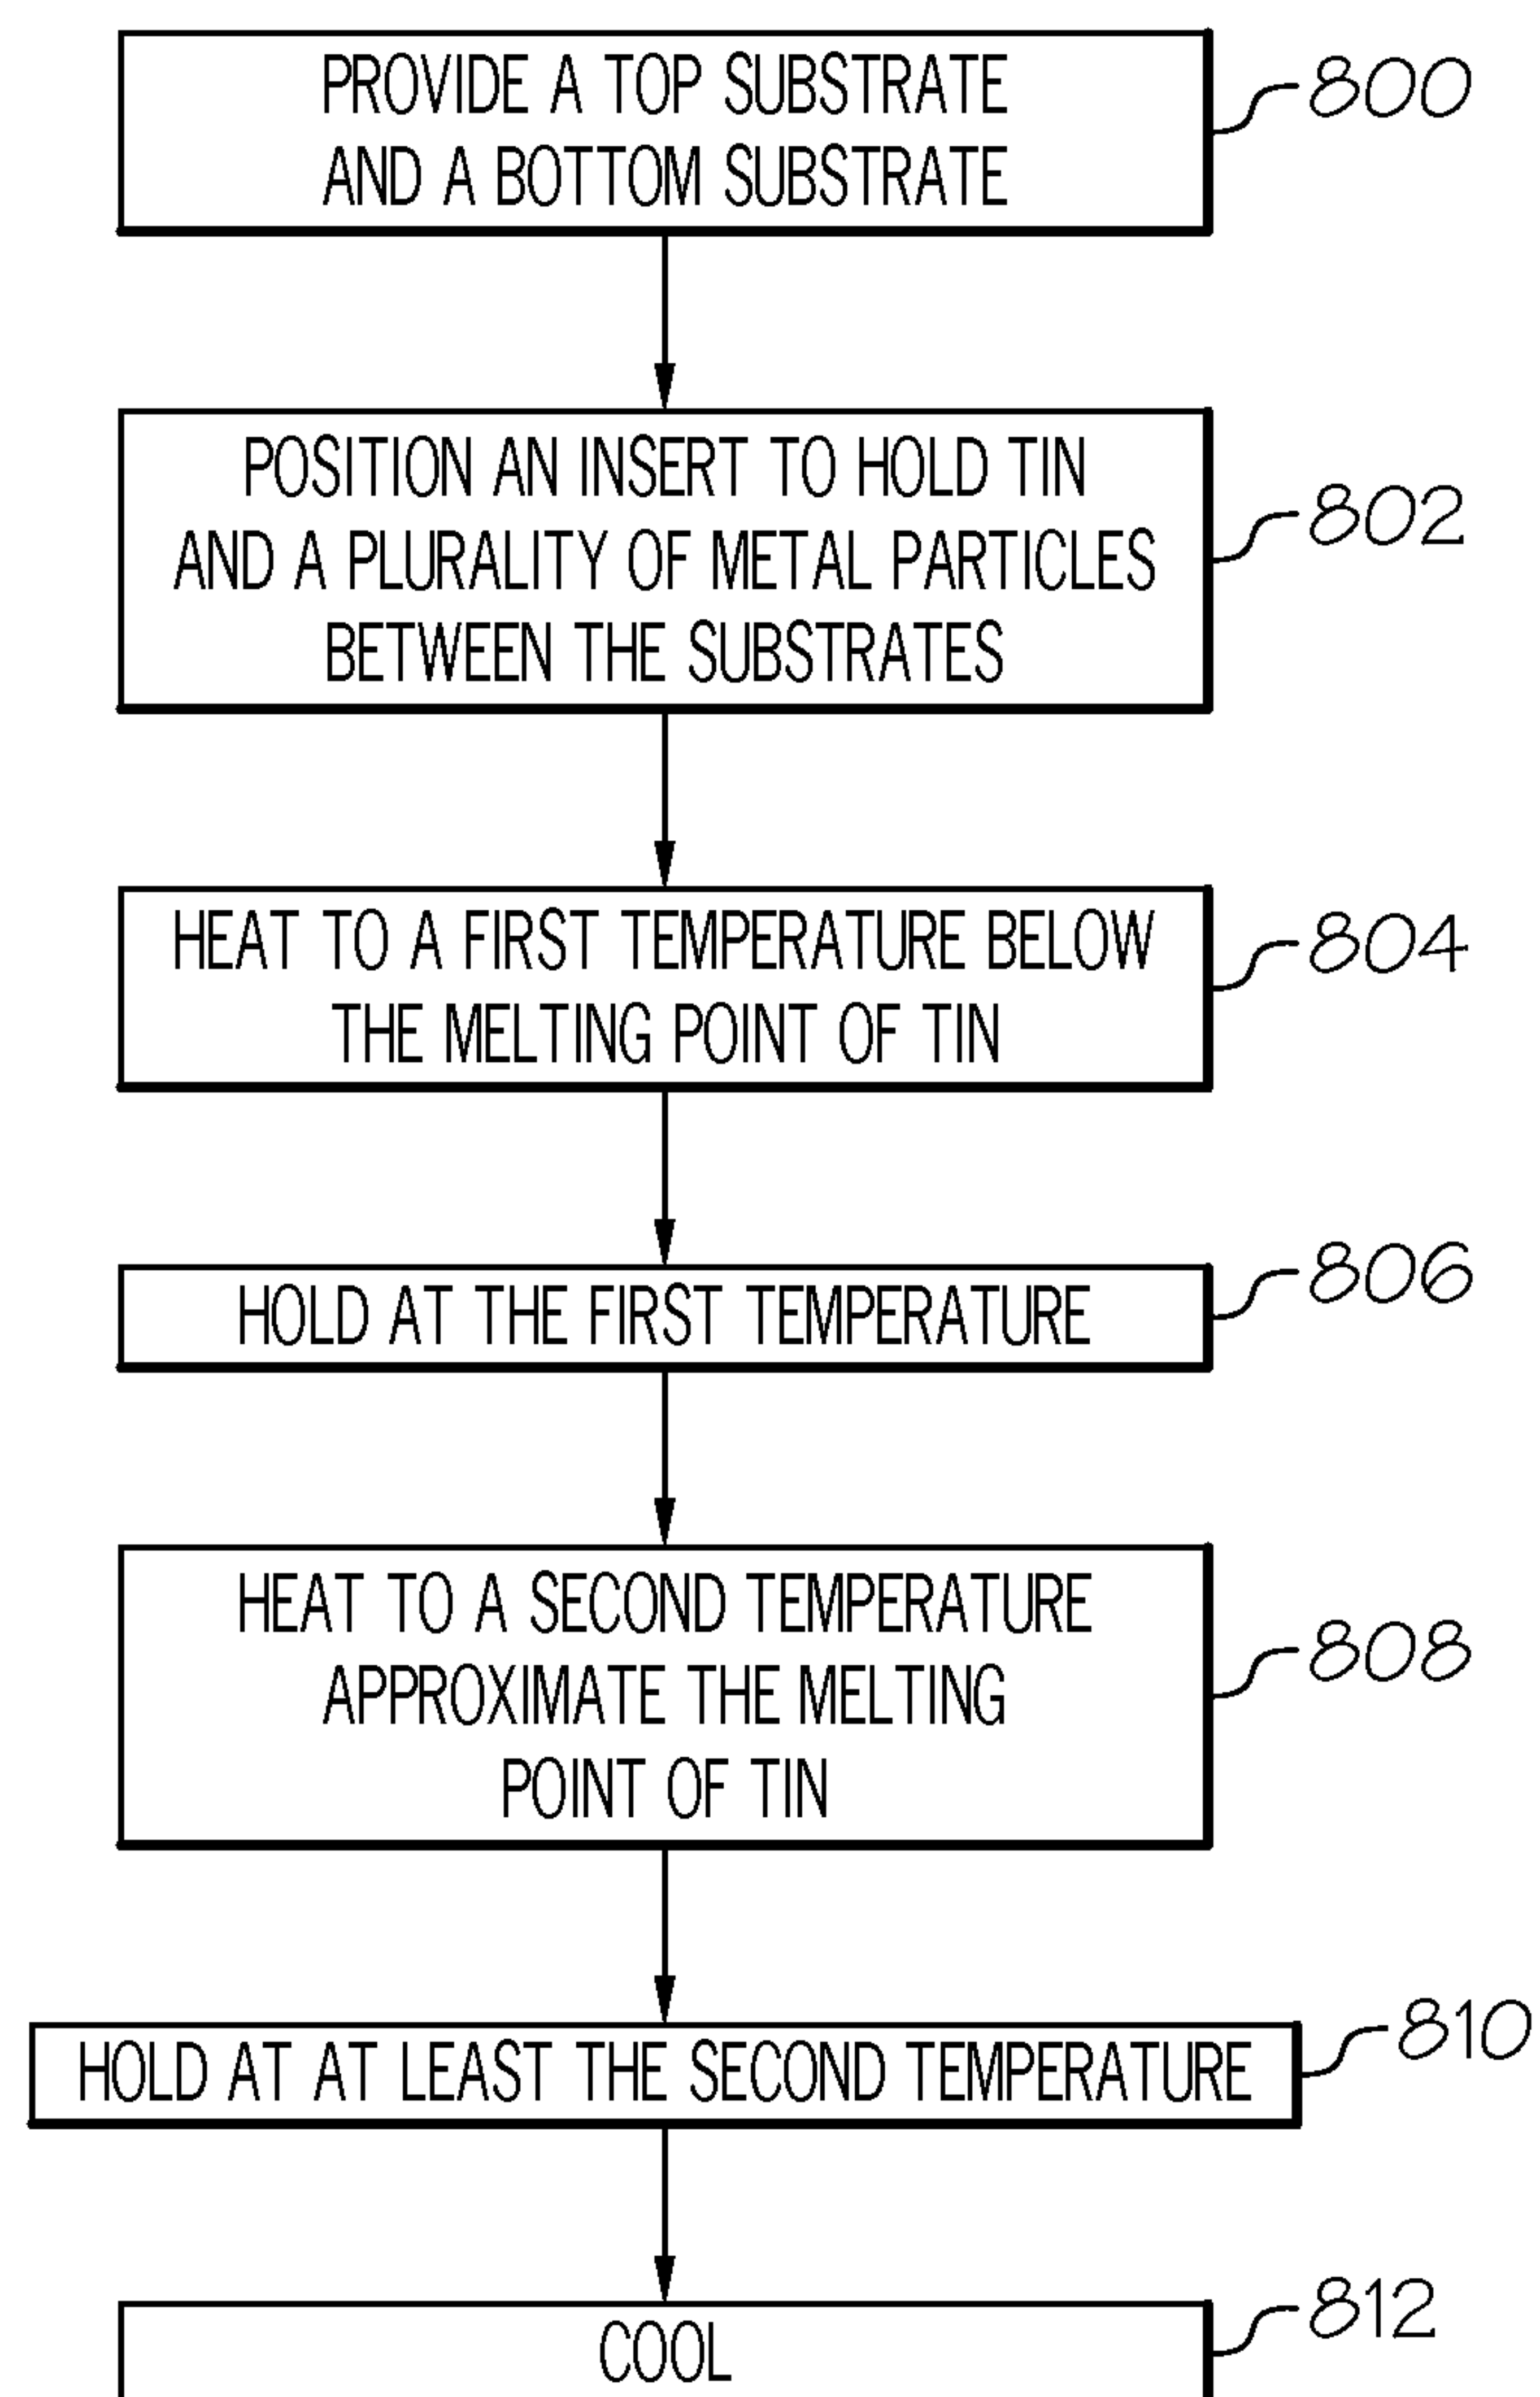 PROVIDE A TOP SUBSTRATE
AND A BOTTOM SUBSTRATE
800
POSITION AN INSERT TO HOLD TIN
AND A PLURALITY OF METAL PARTICLES
BETWEEN THE SUBSTRATES
802
HEAT TO A FIRST TEMPERATURE BELOW
THE MELTING POINT OF TIN
804
HOLD AT THE FIRST TEMPERATURE
806
HEAT TO A SECOND TEMPERATURE
APPROXIMATE THE MELTING
POINT OF TIN
808
HOLD AT AT LEAST THE SECOND TEMPERATURE
810
COOL
812